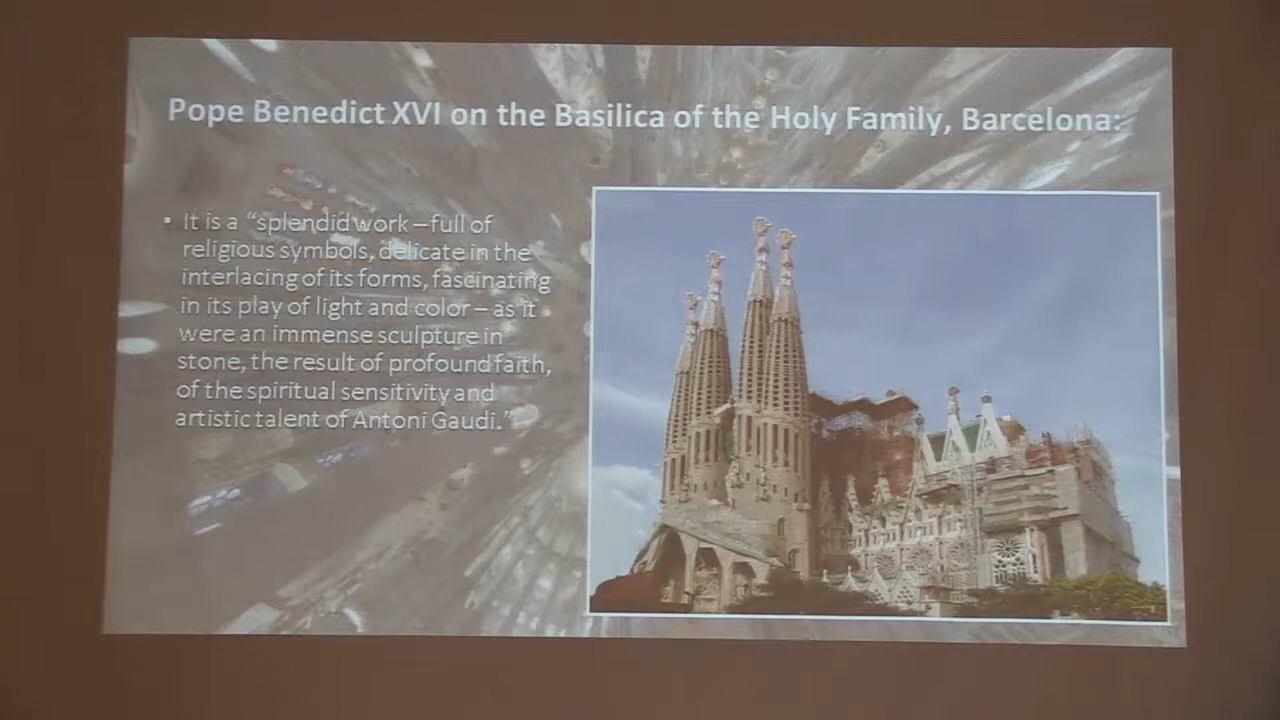 Pope Benedict XVI on the Basilica of the Holy Family, Barcelona:
• It is a “splendid work – full of
religious symbols, delicate in the
interlacing of its forms, fascinating
in its play of light and color – as it
were an immense sculpture in
stone, the result of profound faith,
of the spiritual sensitivity and
artistic talent of Antoni Gaudi.”